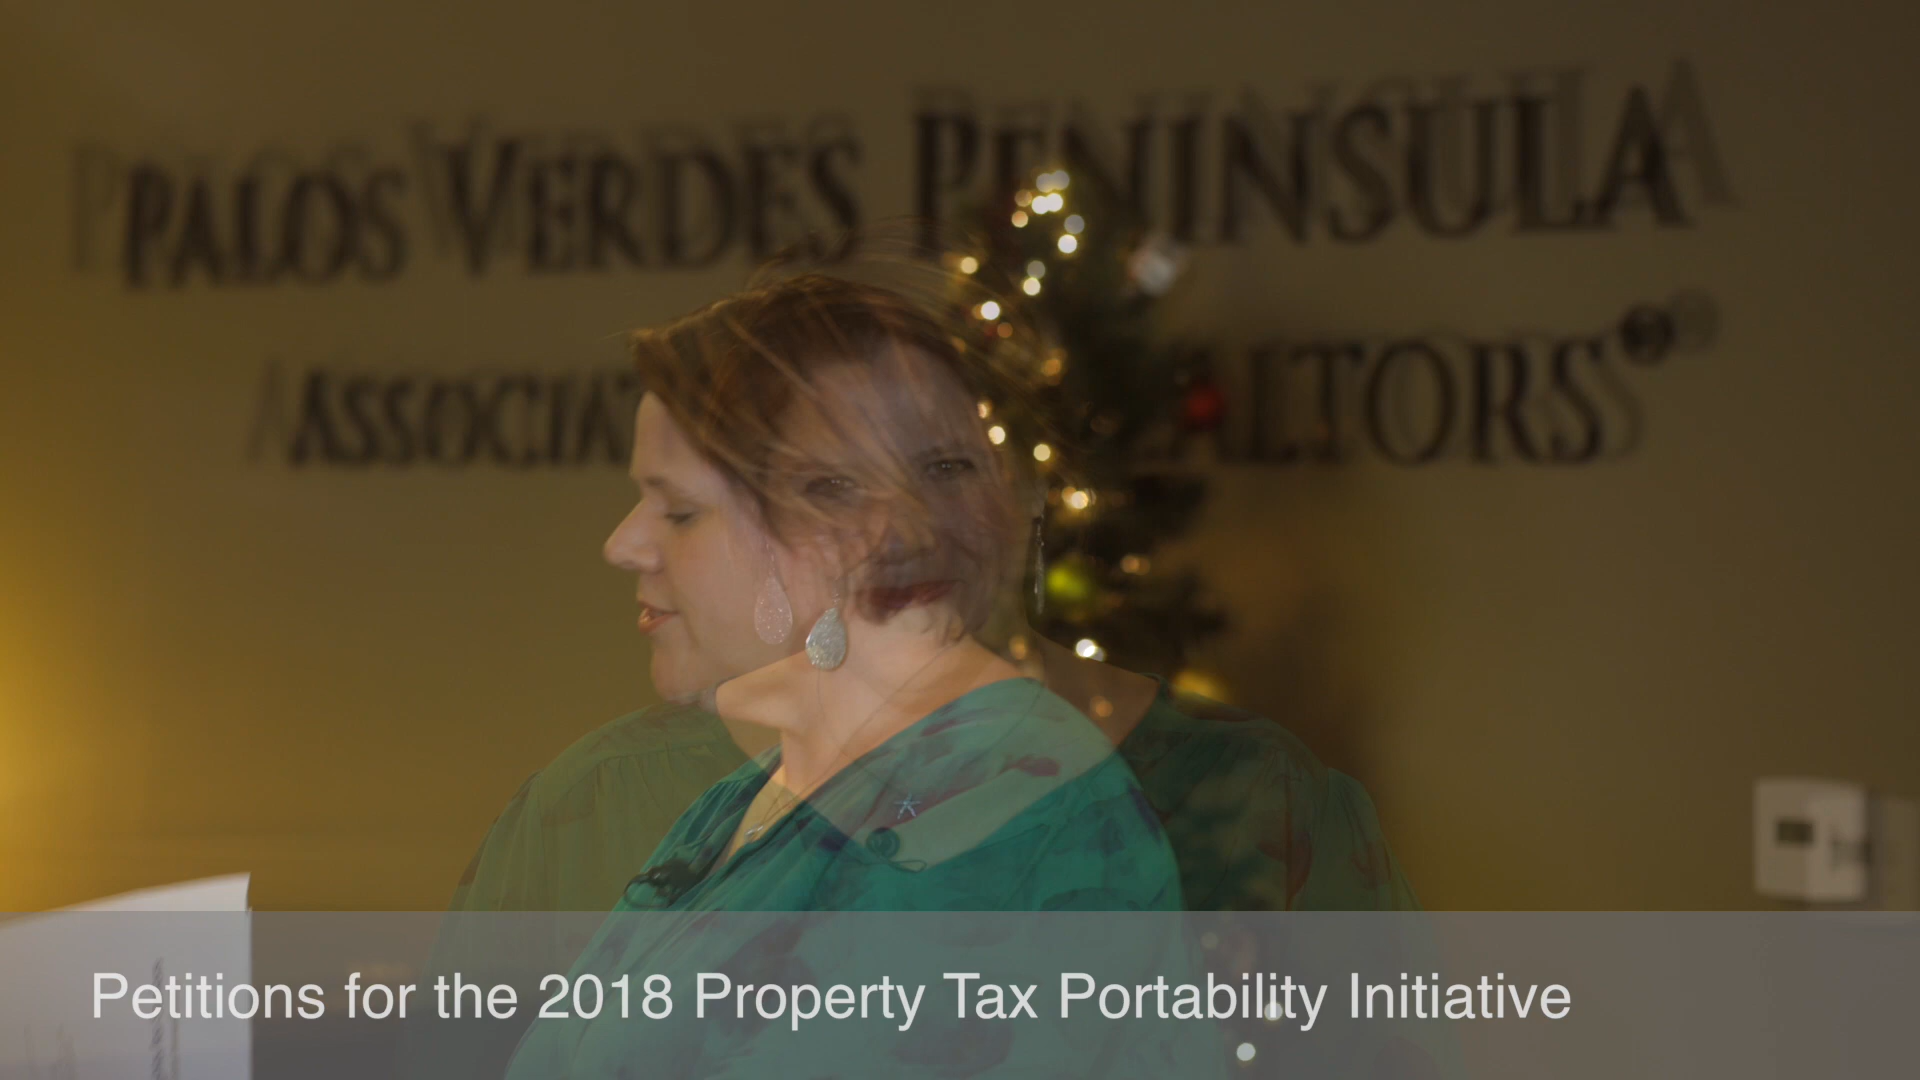 PALOS VERDES PENINSULA
ASSOCIAT ALTORS®
Petitions for the 2018 Property Tax Portability Initiative